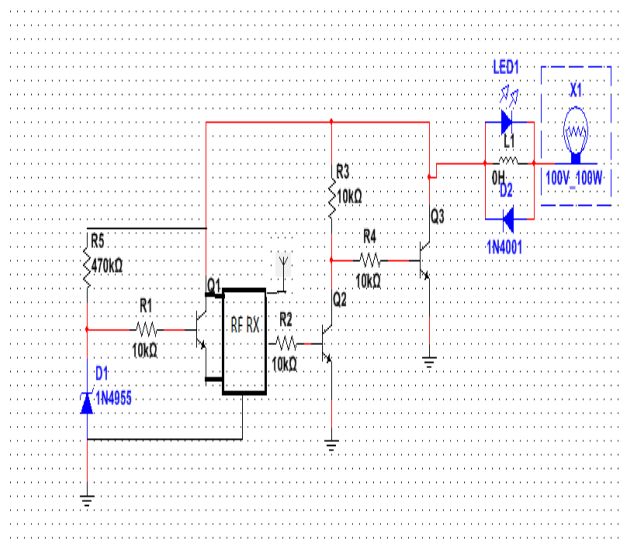 LED1
X1
L1
0H
100V_100W
D2
1N4001
R3
10kΩ
Q3
R4
10kΩ
R5
470kΩ
Q1
Q2
R1
10kΩ
RF RX
R2
10kΩ
D1
1N4955